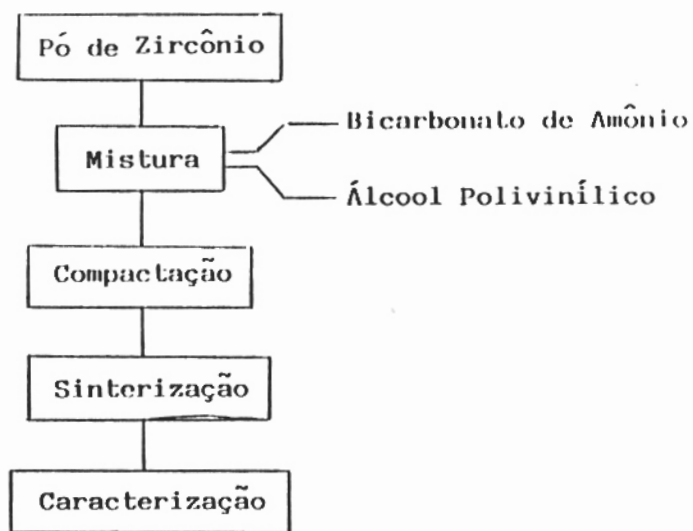 Pó de Zircônio
Bicarbonato de Amônio
Mistura
Álcool Polivinílico
Compactação
Sinterização
Caracterização